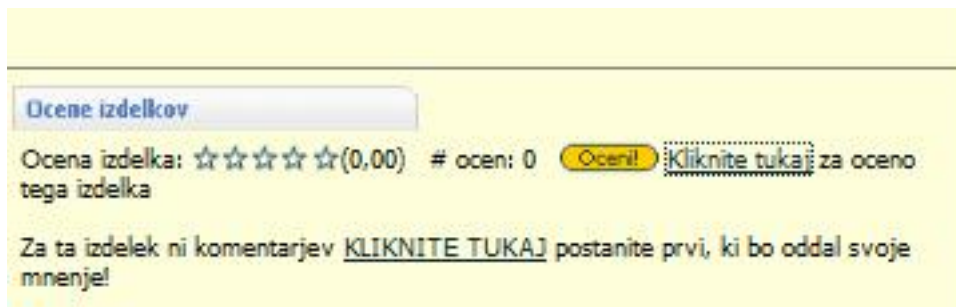 Ocene izdelkov
Ocena izdelka: ☆☆☆☆☆(0,00) # ocen: 0 Oceni! Kliknite tukaj za oceno
tega izdelka
Za ta izdelek ni komentarjev KLIKNITE TUKAJ postanite prvi, ki bo oddal svoje
mnenje!